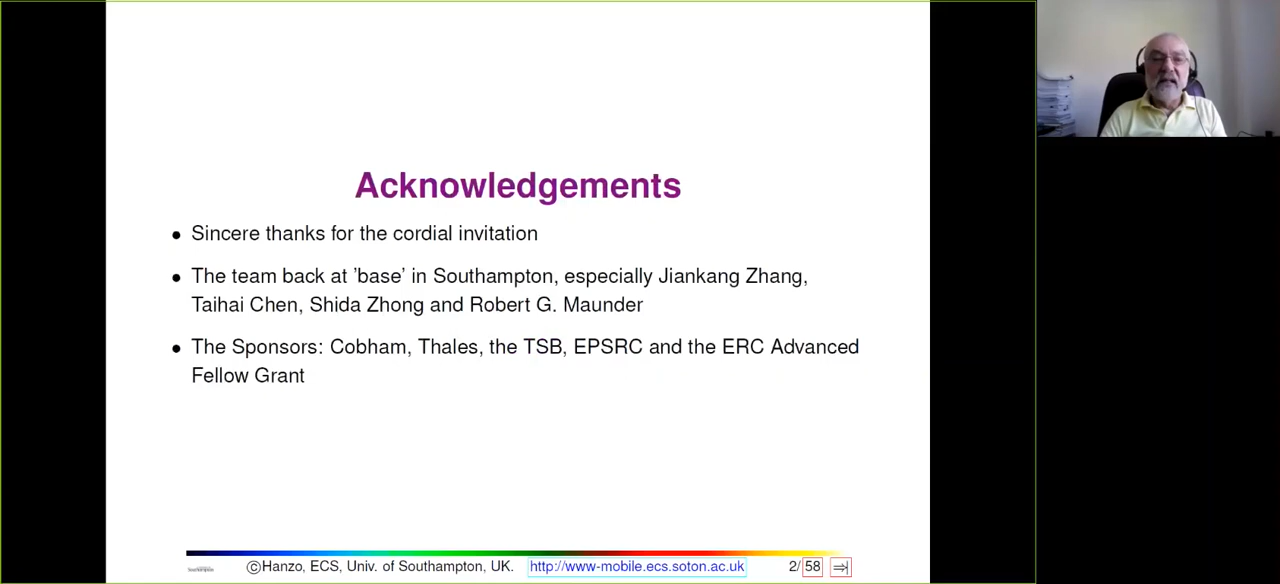 Acknowledgements
• Sincere thanks for the cordial invitation
• The team back at ’base’ in Southampton, especially Jiankang Zhang,
Taihai Chen, Shida Zhong and Robert G. Maunder
• The Sponsors: Cobham, Thales, the TSB, EPSRC and the ERC Advanced
Fellow Grant
Southampton ©Hanzo, ECS, Univ. of Southampton, UK. http://www-mobile.ecs.soton.ac.uk 2/58